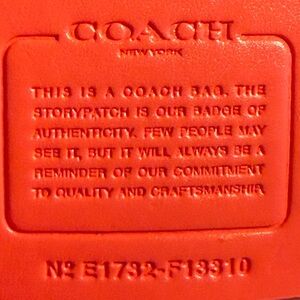 COACH
NEW YORK
THIS IS A COACH BAG. THE
STORYPATCH IS OUR BADGE OF
AUTHENTICITY. FEW PEOPLE MAY
SEE IT, BUT IT WILL ALWAYS BE A
REMINDER OF OUR COMMITMENT
TO QUALITY AND CRAFTSMANSHIP.
Nº E1732-F13310